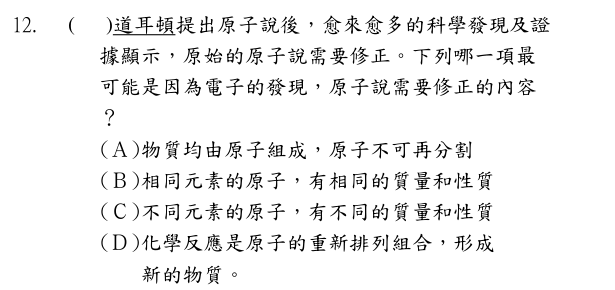 12. ( )道耳頓提出原子說後，愈來愈多的科學發現及證
據顯示，原始的原子說需要修正。下列哪一項最
可能是因為電子的發現，原子說需要修正的內容
？
(A)物質均由原子組成，原子不可再分割
(B)相同元素的原子，有相同的質量和性質
(C)不同元素的原子，有不同的質量和性質
(D)化學反應是原子的重新排列組合，形成
新的物質。